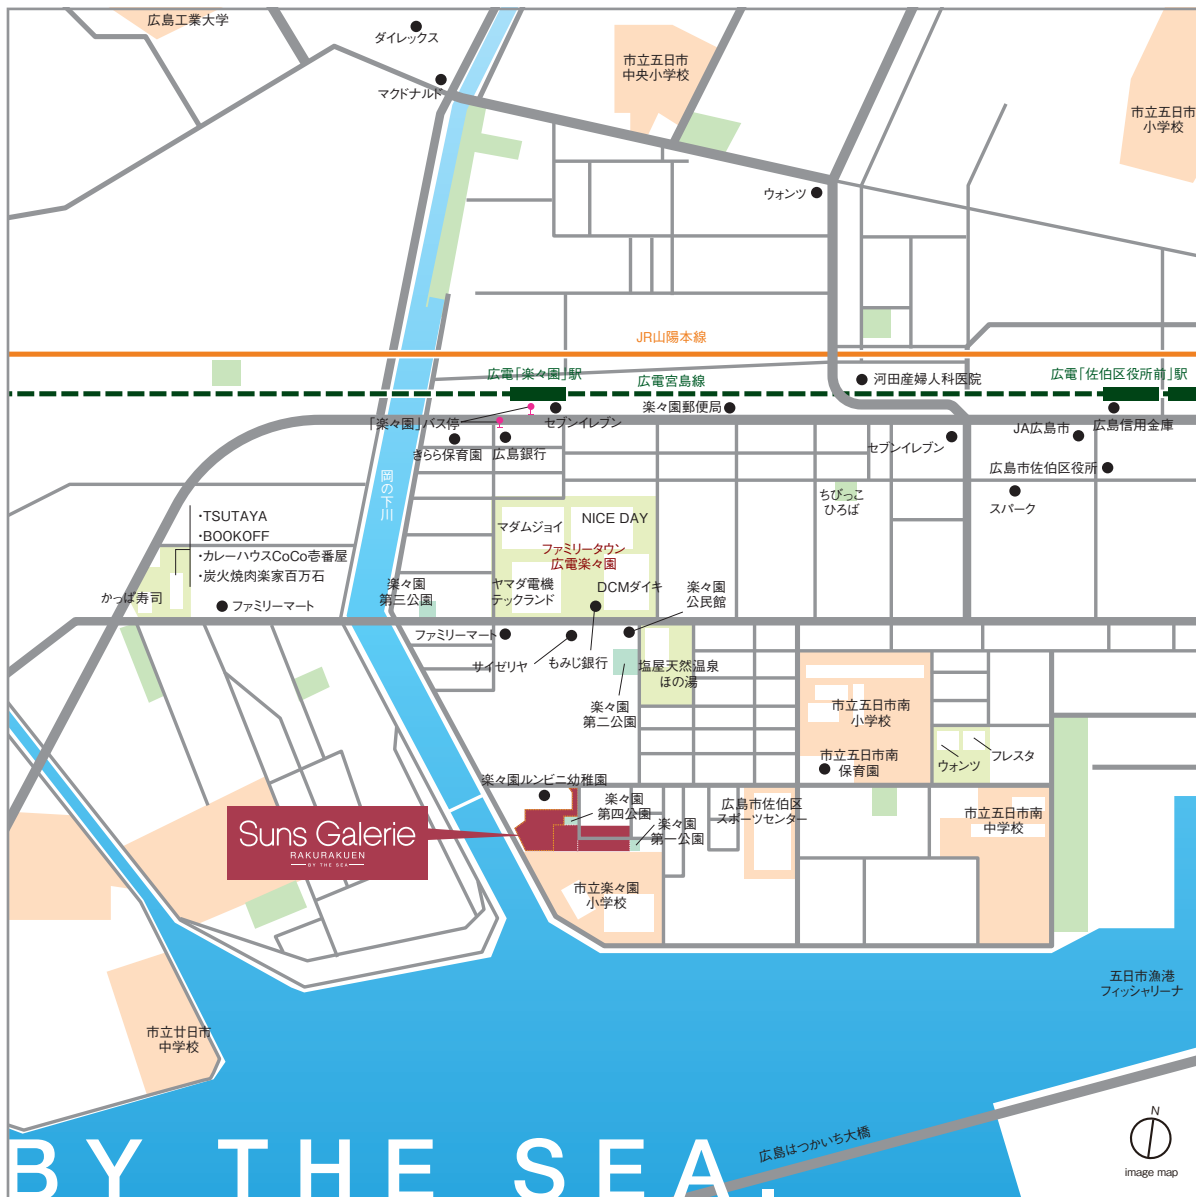 広島工業大学
ダイレックス
マクドナルド
市立五日市
中央小学校
市立五日市
小学校
ウォンツ
JR山陽本線
広電「楽々園」駅
広電宮島線
河田産婦人科医院
広電「佐伯区役所前」駅
「楽々園」バス停
セブンイレブン
楽々園郵便局
きらら保育園
広島銀行
セブンイレブン
JA広島市
広島信用金庫
広島市佐伯区役所
スパーク
岡の下川
ちびっこ
ひろば
・TSUTAYA
・BOOKOFF
・カレーハウスCoCo壱番屋
・炭火焼肉楽家百万石
かっぱ寿司
ファミリーマート
マダムジョイ
NICE DAY
ファミリータウン
広電楽々園
ヤマダ電機
テックランド
DCMダイキ
楽々園
第三公園
楽々園
公民館
ファミリーマート
サイゼリヤ
もみじ銀行
塩屋天然温泉
ほの湯
楽々園
第二公園
市立五日市南
小学校
市立五日市南
保育園
ウォンツ
フレスタ
楽々園ルンビニ幼稚園
楽々園
第四公園
楽々園
第一公園
広島市佐伯区
スポーツセンター
市立五日市南
中学校
Suns Galerie
RAKURAKUEN
BY THE SEA
市立楽々園
小学校
五日市漁港
フィッシャリーナ
市立廿日市
中学校
広島はつかいち大橋
BY THE SEA.
N
image map